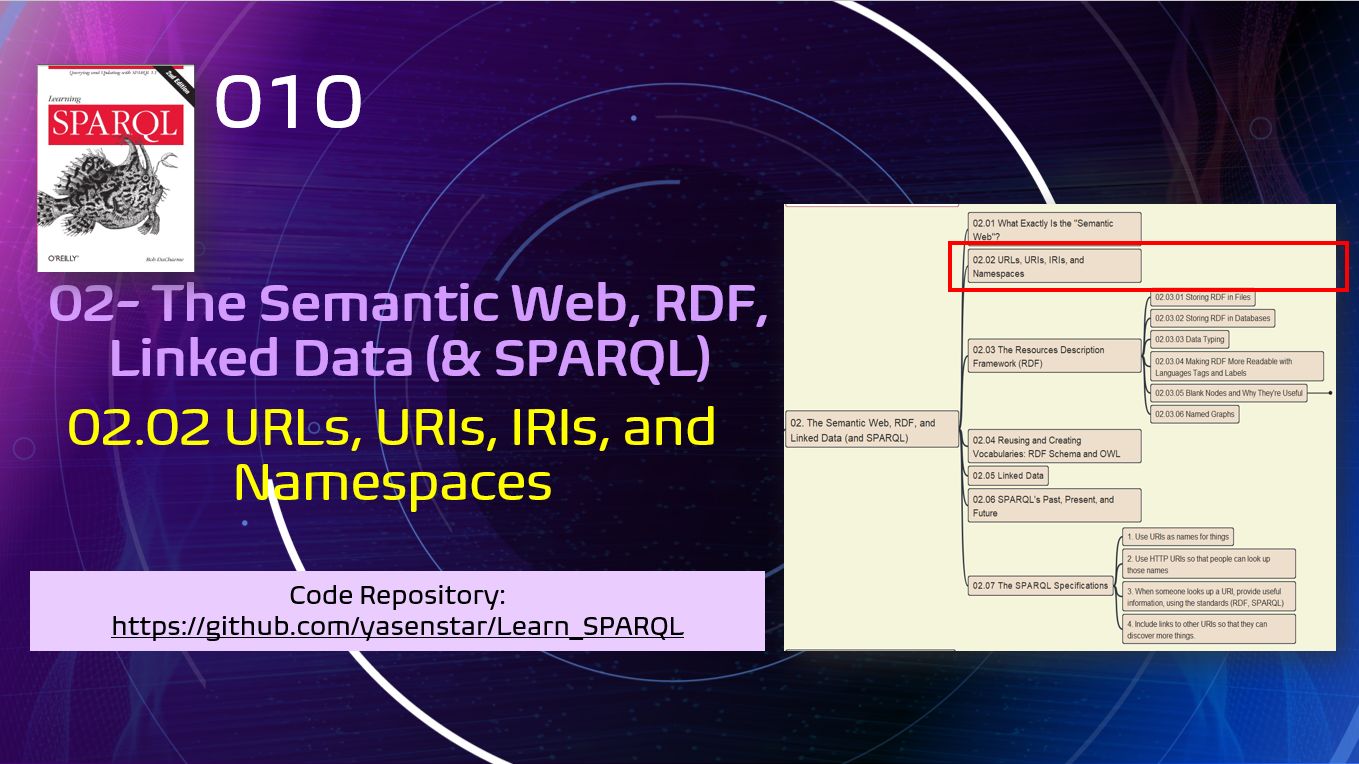 Querying and Updating with SPARQL 1.1
2nd Edition
Learning
SPARQL
O'REILLY
Bob DuCharme
010
02- The Semantic Web, RDF,
Linked Data (& SPARQL)
02.02 URLs, URIs, IRIs, and
Namespaces
Code Repository:
https://github.com/yasenstar/Learn_SPARQL
02. The Semantic Web, RDF, and
Linked Data (and SPARQL)
02.01 What Exactly Is the "Semantic
Web"?
02.02 URLs, URIs, IRIs, and
Namespaces
02.03 The Resources Description
Framework (RDF)
02.03.01 Storing RDF in Files
02.03.02 Storing RDF in Databases
02.03.03 Data Typing
02.03.04 Making RDF More Readable with
Languages Tags and Labels
02.03.05 Blank Nodes and Why They're Useful
02.03.06 Named Graphs
02.04 Reusing and Creating
Vocabularies: RDF Schema and OWL
02.05 Linked Data
02.06 SPARQL's Past, Present, and
Future
02.07 The SPARQL Specifications
1. Use URIs as names for things
2. Use HTTP URIs so that people can look up
those names
3. When someone looks up a URI, provide useful
information, using the standards (RDF, SPARQL)
4. Include links to other URIs so that they can
discover more things.